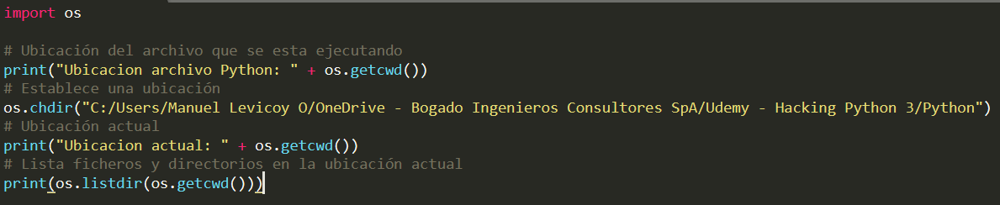 import os
# Ubicación del archivo que se esta ejecutando
print("Ubicacion archivo Python: " + os.getcwd())
# Establece una ubicación
os.chdir("C:/Users/Manuel Levicoy O/OneDrive - Bogado Ingenieros Consultores SpA/Udemy - Hacking Python 3/Python")
# Ubicación actual
print("Ubicacion actual: " + os.getcwd())
# Lista ficheros y directorios en la ubicación actual
print(os.listdir(os.getcwd()))